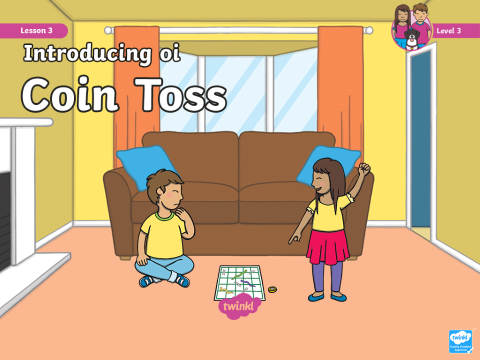 Lesson 3
Level 3
Introducing oi
Coin Toss
twinkl